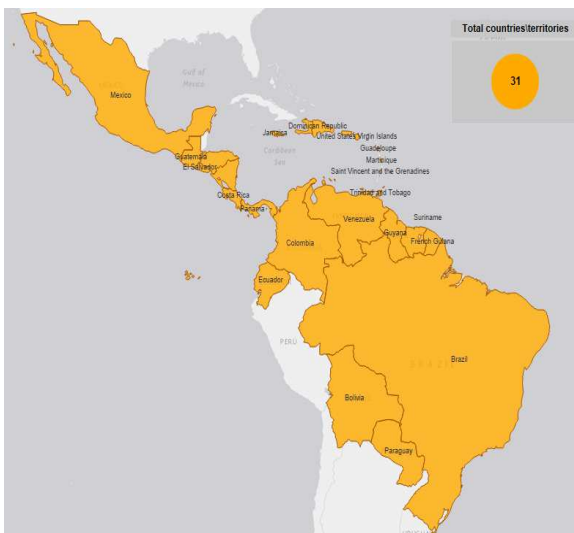 Total countries\territories
31
Gulf of
Mexico
Mexico
Dominican Republic
Jamaica
United States Virgin Islands
Caribbean
Sea
Guadeloupe
Martinique
Saint Vincent and the Grenadines
Guatemala
El Salvador
Trinidad and Tobago
Costa Rica
Panama
Venezuela
Suriname
Guyana
French Guiana
Colombia
Ecuador
PERÚ
Brazil
BRAZIL
Bolivia
Paraguay